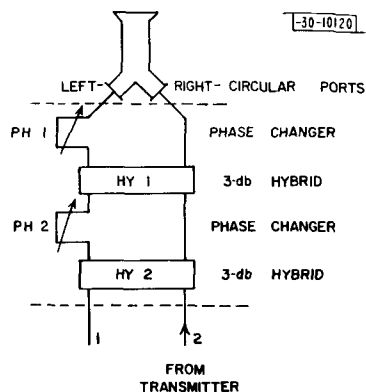 -30-10120
LEFT- RIGHT- CIRCULAR PORTS
PH 1 PHASE CHANGER
HY 1 3-db HYBRID
PH 2 PHASE CHANGER
HY 2 3-db HYBRID
1 2
FROM
TRANSMITTER